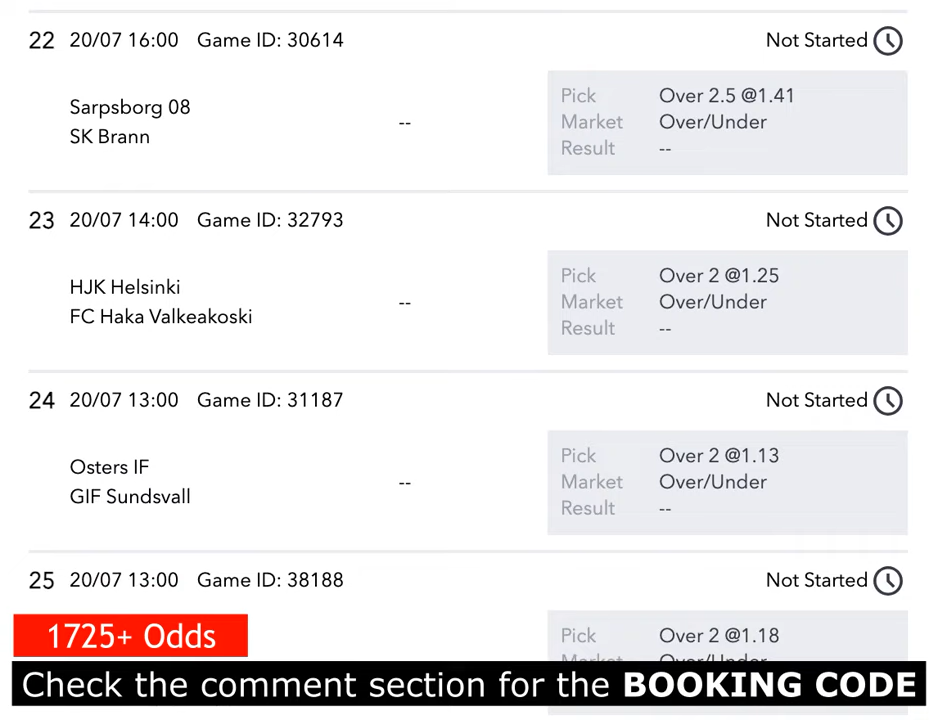 22 20/07 16:00 Game ID: 30614 Not Started
Sarpsborg 08
SK Brann
--
Pick Over 2.5 @1.41
Market Over/Under
Result --
23 20/07 14:00 Game ID: 32793 Not Started
HJK Helsinki
FC Haka Valkeakoski
--
Pick Over 2 @1.25
Market Over/Under
Result --
24 20/07 13:00 Game ID: 31187 Not Started
Osters IF
GIF Sundsvall
--
Pick Over 2 @1.13
Market Over/Under
Result --
25 20/07 13:00 Game ID: 38188 Not Started
Pick Over 2 @1.18
Market Over/Under
1725+ Odds
Check the comment section for the BOOKING CODE